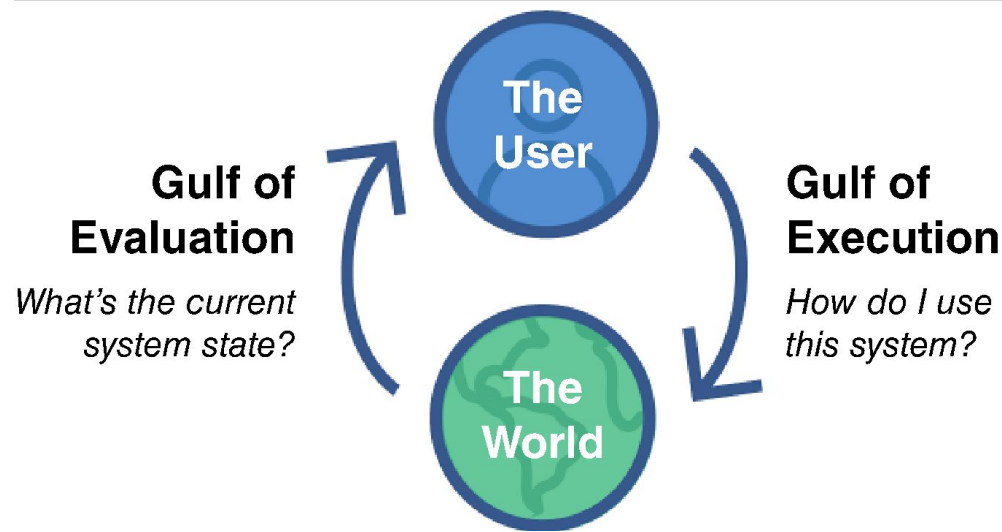 The
User
Gulf of
Evaluation
What's the current
system state?
Gulf of
Execution
How do I use
this system?
The
World